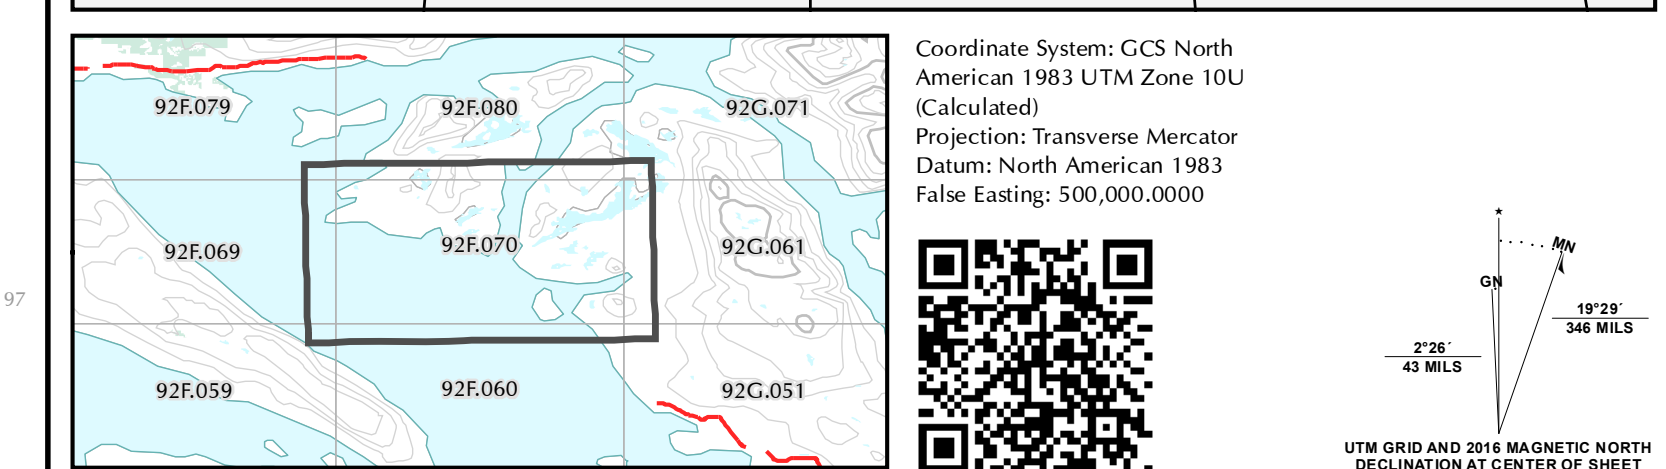 92F.079
92F.080
92G.071
92F.069
92F.070
92G.061
92F.059
92F.060
92G.051
97
Coordinate System: GCS North
American 1983 UTM Zone 10U
(Calculated)
Projection: Transverse Mercator
Datum: North American 1983
False Easting: 500,000.0000
MN
GN
19°29´
346 MILS
2°26´
43 MILS
UTM GRID AND 2016 MAGNETIC NORTH
DECLINATION AT CENTER OF SHEET